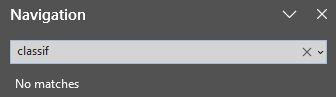 Navigation
classif
No matches